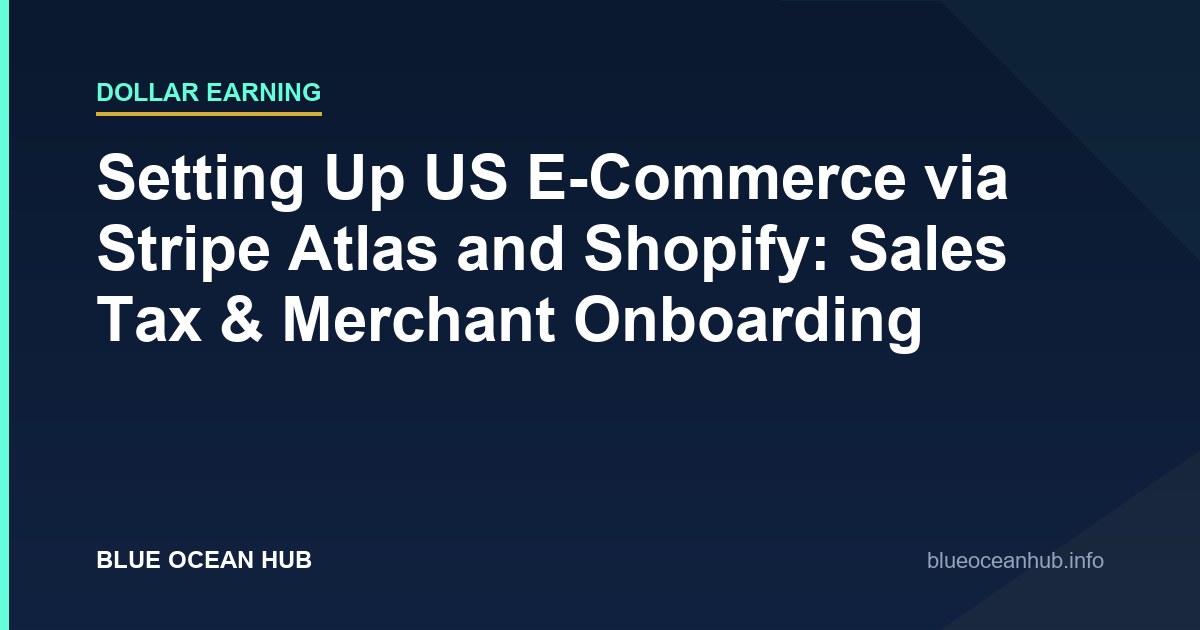 DOLLAR EARNING
Setting Up US E-Commerce via
Stripe Atlas and Shopify: Sales
Tax & Merchant Onboarding
BLUE OCEAN HUB
blueoceanhub.info